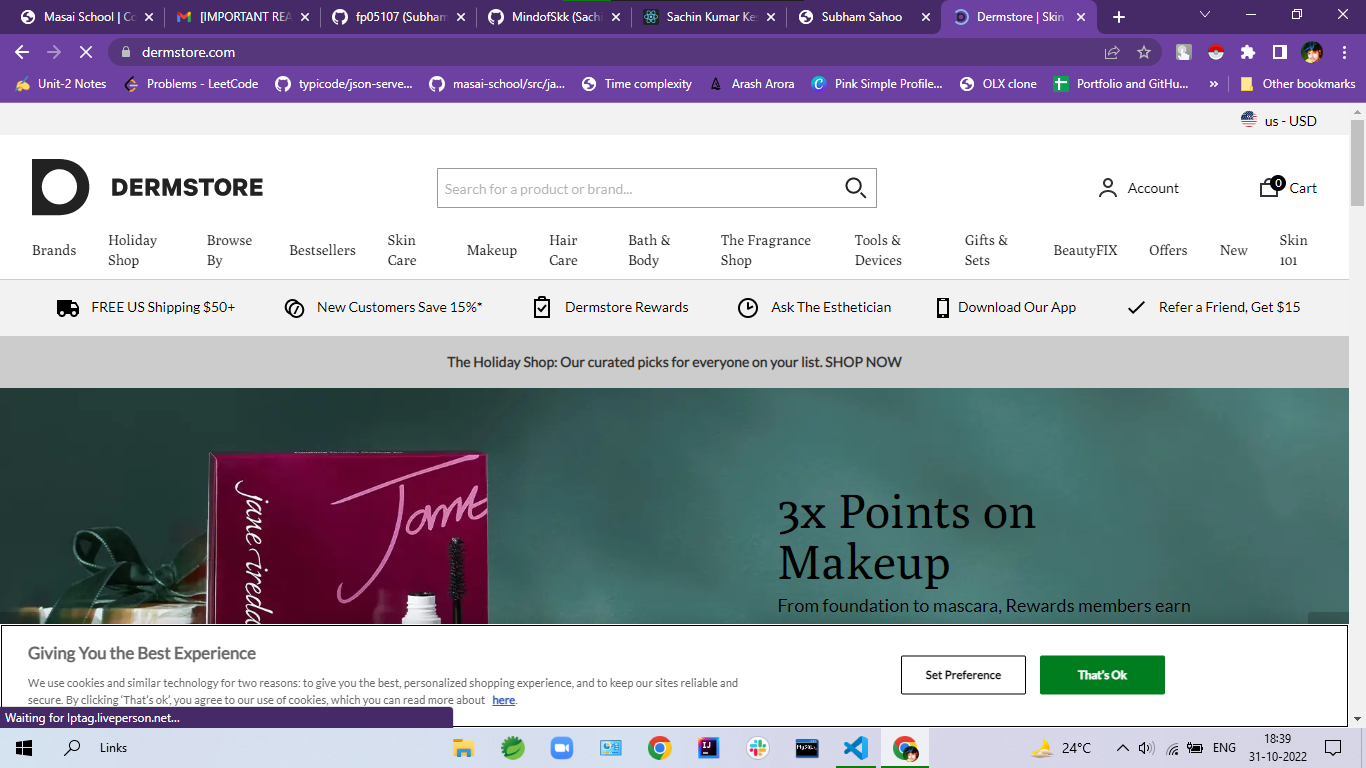 Masai School | Co
[IMPORTANT REA
fp05107 (Subham
MindofSkk (Sachi
Sachin Kumar Ke
Subham Sahoo
Dermstore | Skin
dermstore.com
Unit-2 Notes
Problems - LeetCode
typicode/json-serve...
masai-school/src/ja...
Time complexity
Arash Arora
Pink Simple Profile...
OLX clone
Portfolio and GitHu...
»
Other bookmarks
us - USD
DERMSTORE
Search for a product or brand...
Account
0
Cart
Brands
Holiday
Shop
Browse
By
Bestsellers
Skin
Care
Makeup
Hair
Care
Bath &
Body
The Fragrance
Shop
Tools &
Devices
Gifts &
Sets
BeautyFIX
Offers
New
Skin
101
FREE US Shipping $50+
New Customers Save 15%*
Dermstore Rewards
Ask The Esthetician
Download Our App
Refer a Friend, Get $15
The Holiday Shop: Our curated picks for everyone on your list. SHOP NOW
jane ireda
Jane
3x Points on
Makeup
From foundation to mascara, Rewards members earn
Giving You the Best Experience
We use cookies and similar technology for two reasons: to give you the best, personalized shopping experience, and to keep our sites reliable and
secure. By clicking 'That's ok', you agree to our use of cookies, which you can read more about here.
Set Preference
That's Ok
Waiting for lptag.liveperson.net...
Links
24°C
ENG
18:39
31-10-2022